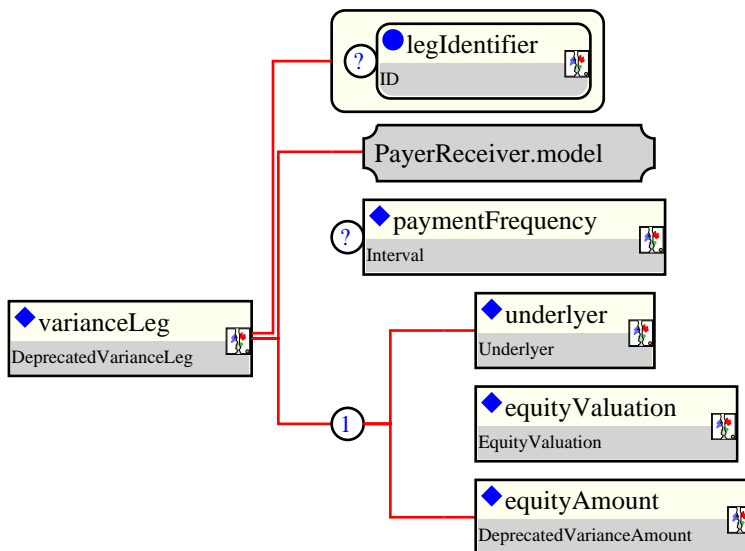 ? legIdentifier
ID
PayerReceiver.model
? paymentFrequency
Interval
varianceLeg
DeprecatedVarianceLeg
underlyer
Underlyer
1
equityValuation
EquityValuation
equityAmount
DeprecatedVarianceAmount